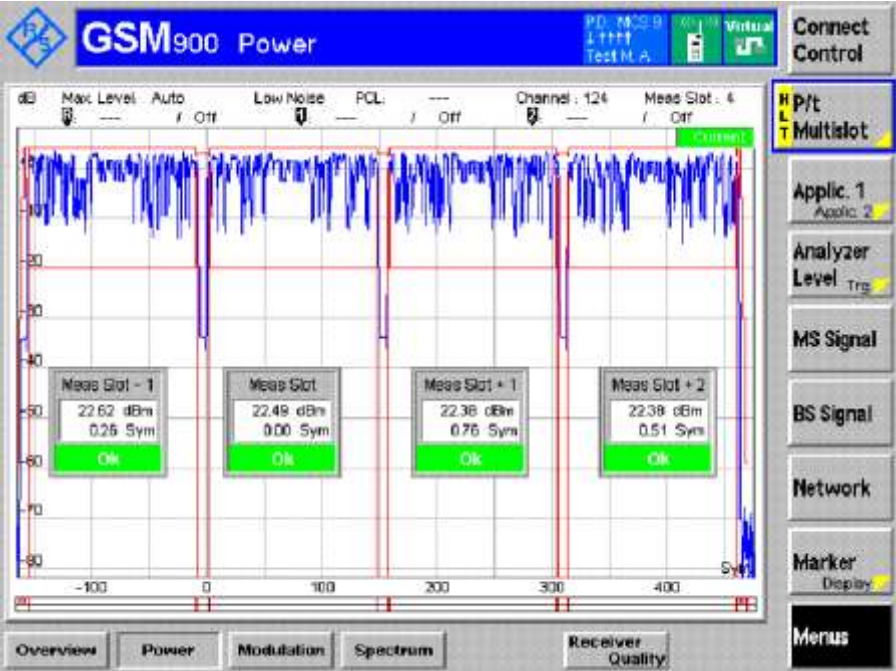 R&S
GSM900 Power
P.D. MCS 9
Test M. A.
Virtual
Connect Control
dB Max. Level Auto Low Noise PCL: --- Channel : 124 Meas Slot : 4
R --- / Off 1 --- / Off 2 --- / Off
Current
HLT
P/t Multislot
Applic. 1
Applic. 2
Analyzer Level Trg
MS Signal
BS Signal
Network
Marker
Display
Menus
-10
-20
-30
-40
-50
-60
-70
-80
Meas Slot - 1
22.62 dBm
0.26 Sym
Ok
Meas Slot
22.49 dBm
0.00 Sym
Ok
Meas Slot + 1
22.38 dBm
0.76 Sym
Ok
Meas Slot + 2
22.38 dBm
0.51 Sym
Ok
Sym
-100 0 100 200 300 400
Overview Power Modulation Spectrum Receiver Quality